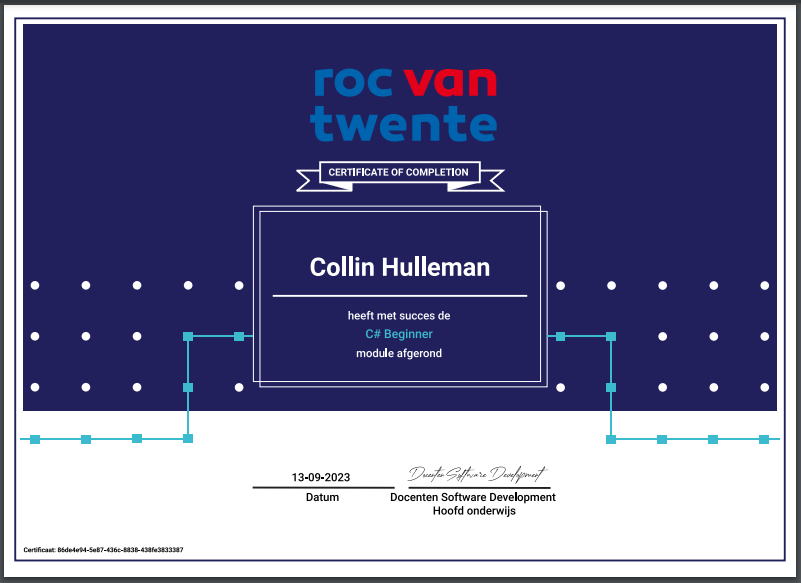 roc van
twente
CERTIFICATE OF COMPLETION
Collin Hulleman
heeft met succes de
C# Beginner
module afgerond
13-09-2023
Datum
Docenten Software Development
Docenten Software Development
Hoofd onderwijs
Certificaat: 86de4e94-5e87-436c-8838-438fe3833387